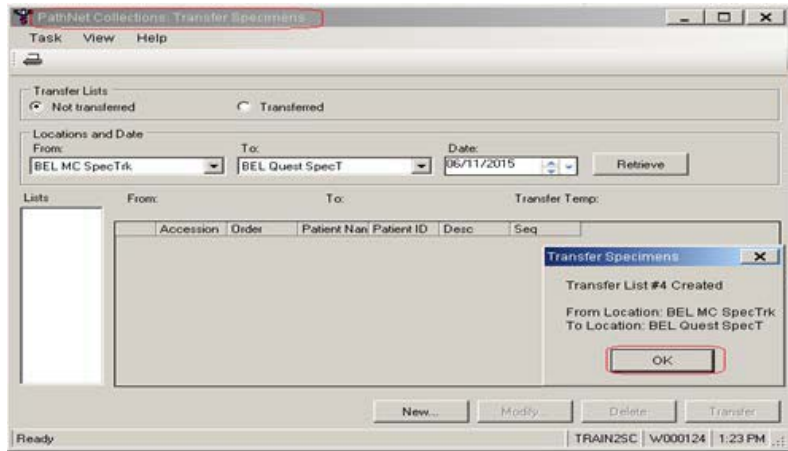 PathNet Collections: Transfer Specimens
Task View Help
Transfer Lists
Not transferred Transferred
Locations and Date
From: To: Date:
BEL MC SpecTrk BEL Quest SpecT 06/11/2015 Retrieve
Lists From: To: Transfer Temp:
Accession Order Patient Nan Patient ID Desc Seq
Transfer Specimens
Transfer List #4 Created
From Location: BEL MC SpecTrk
To Location: BEL Quest SpecT
OK
New... Modify... Delete Transfer
Ready TRAIN2SC W000124 1:23 PM